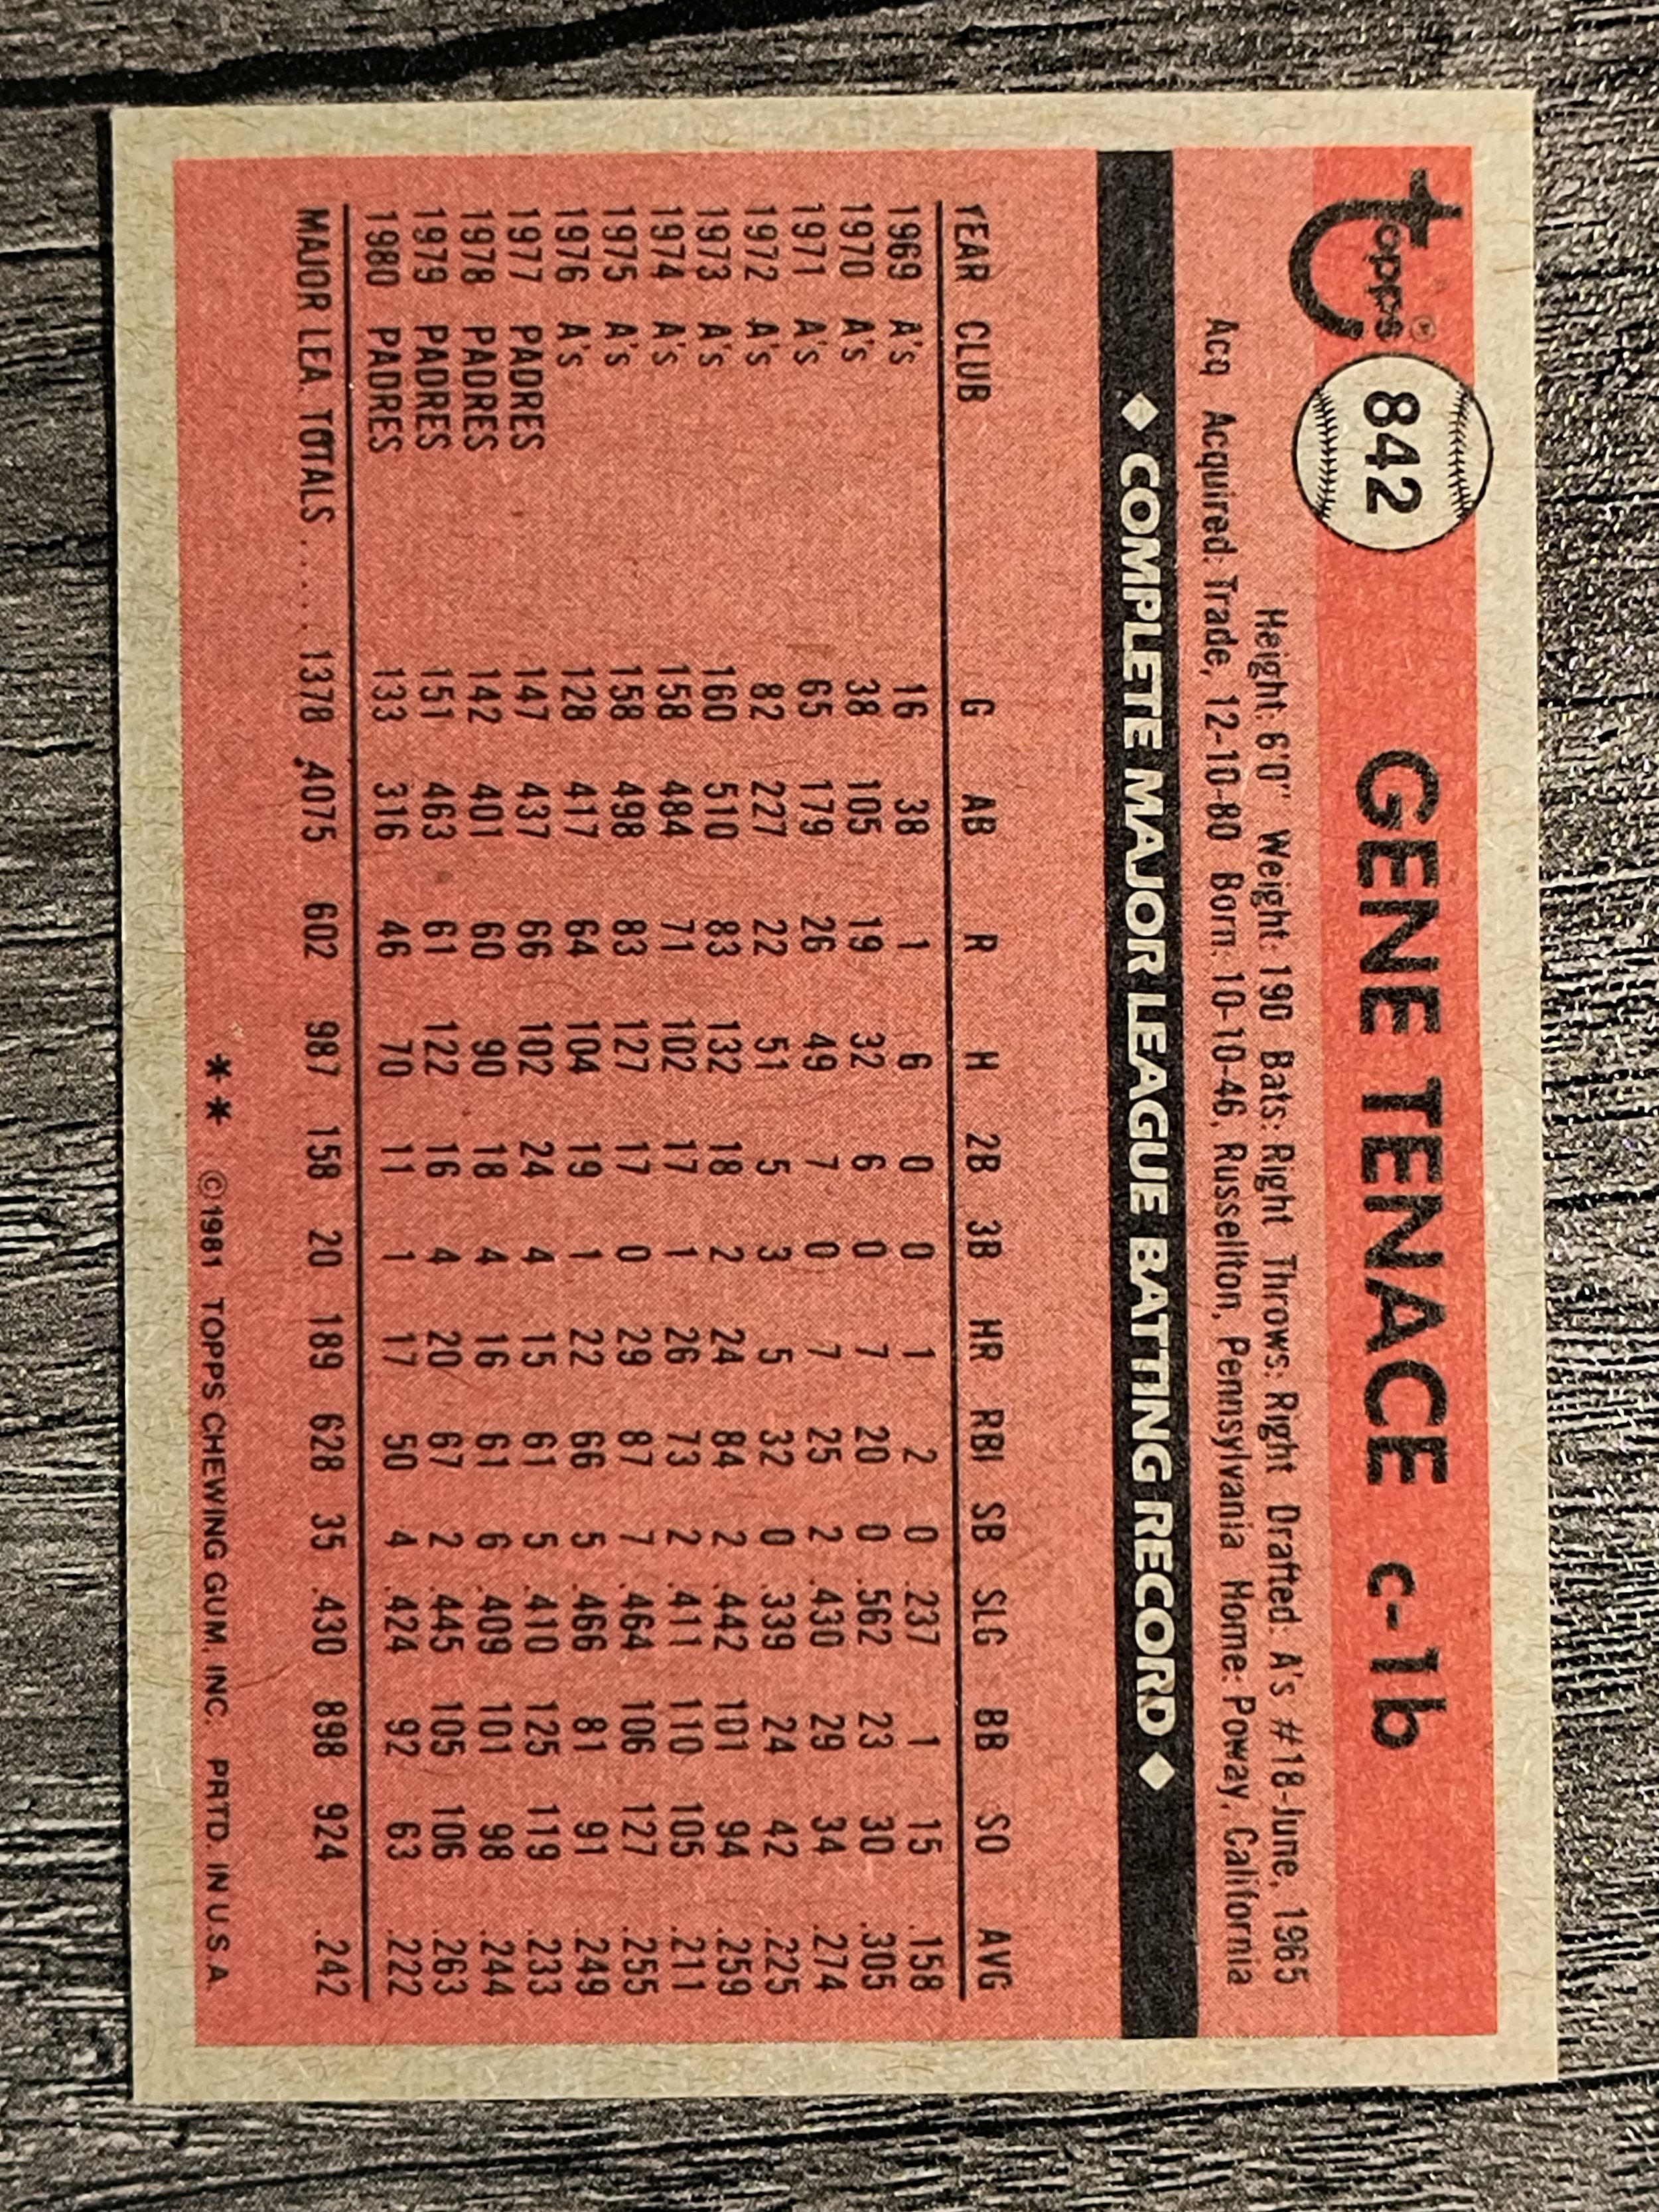 topps ®
842
GENE TENACE c-1b
Height: 6'0" Weight: 190 Bats: Right Throws: Right Drafted: A's #18-June, 1965
Acq Acquired: Trade, 12-10-80 Born: 10-10-46, Russellton, Pennsylvania Home: Poway, California
◆ COMPLETE MAJOR LEAGUE BATTING RECORD ◆
YEAR CLUB G AB R H 2B 3B HR RBI SB SLG BB SO AVG
1969 A's 16 38 1 6 0 0 1 2 0 .237 1 15 .158
1970 A's 38 105 19 32 6 0 7 20 0 .562 23 30 .305
1971 A's 65 179 26 49 7 0 7 25 2 .430 29 34 .274
1972 A's 82 227 22 51 5 3 5 32 0 .339 24 42 .225
1973 A's 160 510 83 132 18 2 24 84 2 .442 101 94 .259
1974 A's 158 484 71 102 17 1 26 73 2 .411 110 105 .211
1975 A's 158 498 83 127 17 0 29 87 7 .464 106 127 .255
1976 A's 128 417 64 104 19 1 22 66 5 .466 81 91 .249
1977 PADRES 147 437 66 102 24 4 15 61 5 .410 125 119 .233
1978 PADRES 142 401 60 90 18 4 16 61 6 .409 101 98 .244
1979 PADRES 151 463 61 122 16 4 20 67 2 .445 105 106 .263
1980 PADRES 133 316 46 70 11 1 17 50 4 .424 92 63 .222
MAJOR LEA. TOTALS ..... 1378 4075 602 987 158 20 189 628 35 .430 898 924 .242
** ©1981 TOPPS CHEWING GUM, INC. PRTD. IN U.S.A.